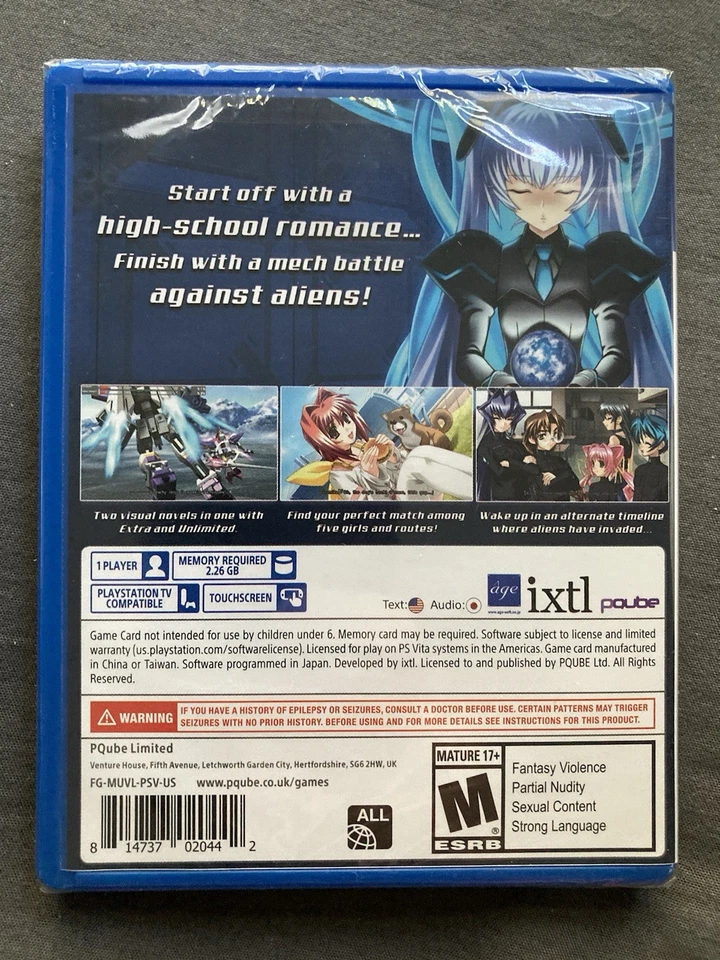 Start off with a
high-school romance...
Finish with a mech battle
against aliens!
Two visual novels in one with
Extra and Unlimited.
Find your perfect match among
five girls and routes!
Wake up in an alternate timeline
where aliens have invaded...
1 PLAYER
MEMORY REQUIRED
2.26 GB
PLAYSTATION TV
COMPATIBLE
TOUCHSCREEN
Text: Audio:
âge
www.age-soft.co.jp
ixtl
PQube
Game Card not intended for use by children under 6. Memory card may be required. Software subject to license and limited
warranty (us.playstation.com/softwarelicense). Licensed for play on PS Vita systems in the Americas. Game card manufactured
in China or Taiwan. Software programmed in Japan. Developed by ixtl. Licensed to and published by PQUBE Ltd. All Rights
Reserved.
WARNING
IF YOU HAVE A HISTORY OF EPILEPSY OR SEIZURES, CONSULT A DOCTOR BEFORE USE. CERTAIN PATTERNS MAY TRIGGER
SEIZURES WITH NO PRIOR HISTORY. BEFORE USING AND FOR MORE DETAILS SEE INSTRUCTIONS FOR THIS PRODUCT.
PQube Limited
Venture House, Fifth Avenue, Letchworth Garden City, Hertfordshire, SG6 2HW, UK
FG-MUVL-PSV-US www.pqube.co.uk/games
8 14737 02044 2
ALL
MATURE 17+
M
®
ESRB
Fantasy Violence
Partial Nudity
Sexual Content
Strong Language